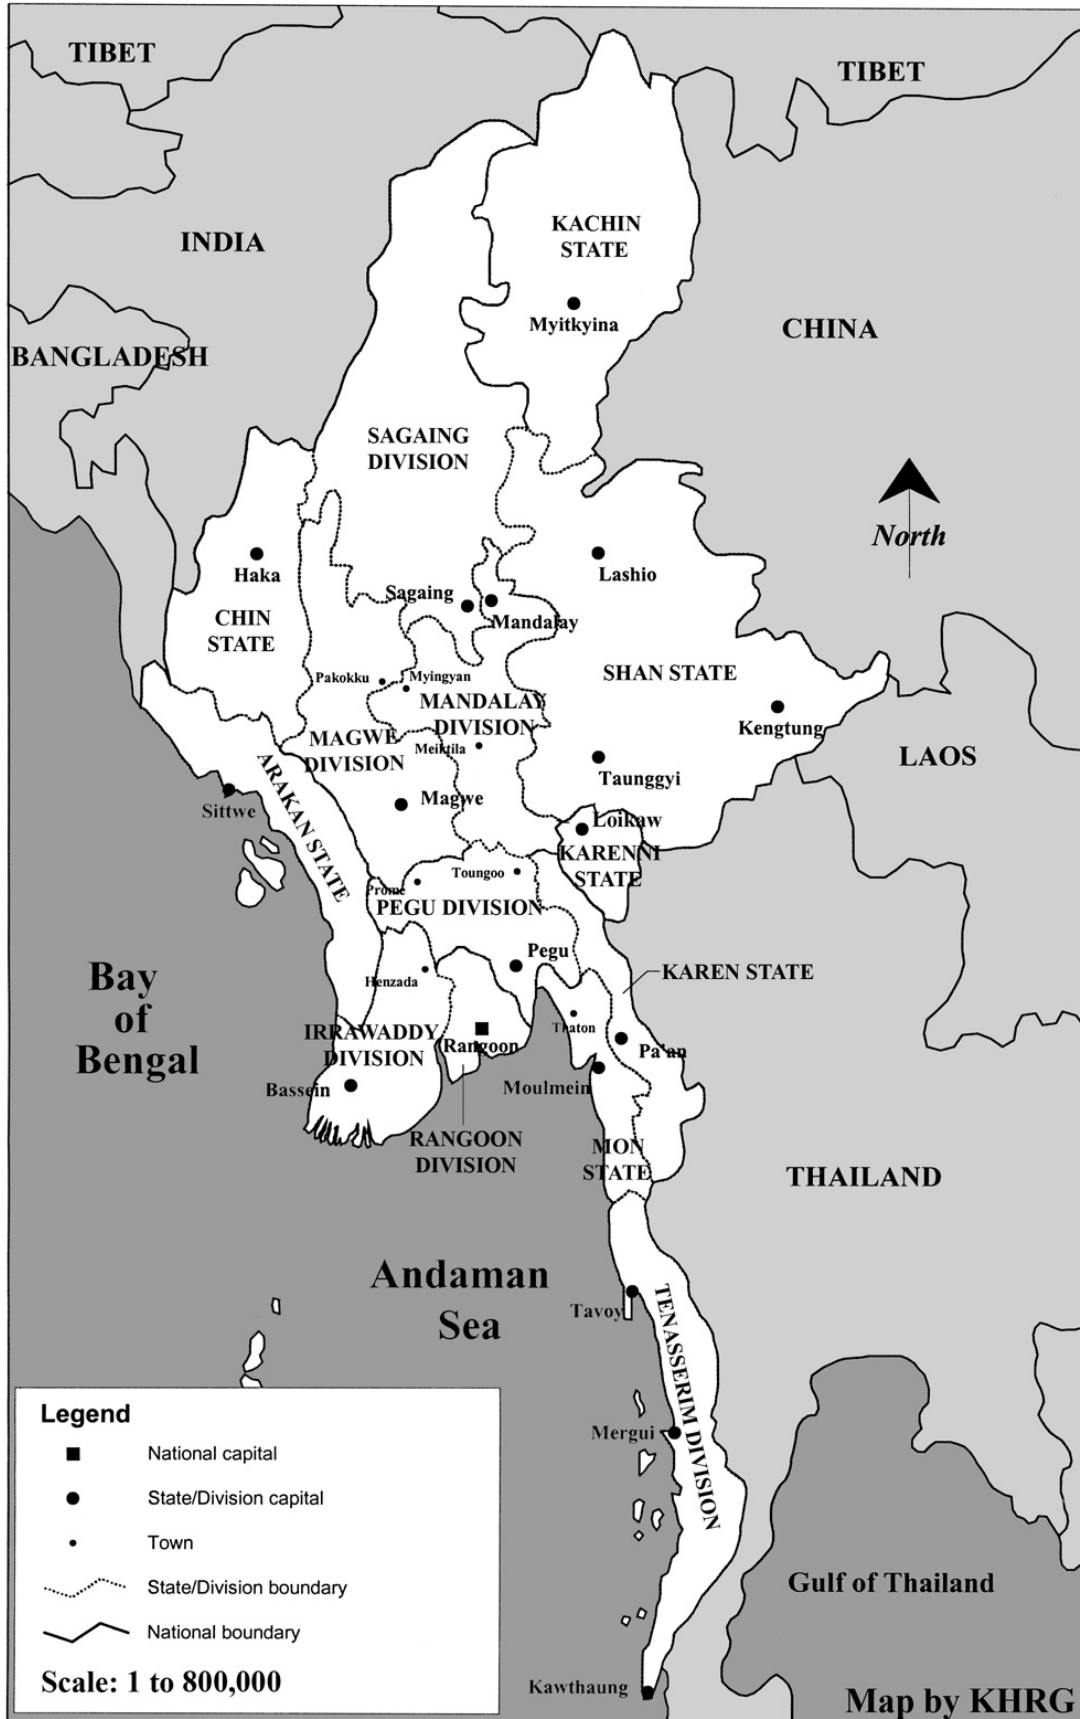 TIBET
TIBET
KACHIN
STATE
INDIA
Myitkyina
CHINA
BANGLADESH
SAGAING
DIVISION
North
Haka
Lashio
Sagaing
Mandalay
CHIN
STATE
Pakokku
Myingyan
SHAN STATE
MANDALAY
DIVISION
Kengtung
MAGWE
DIVISION
Meiktila
LAOS
Taunggyi
ARAKAN STATE
Magwe
Sittwe
Loikaw
KARENNI
STATE
Toungoo
Prome
PEGU DIVISION
Pegu
KAREN STATE
Henzada
Bay
of
Bengal
IRRAWADDY
DIVISION
Rangoon
Thaton
Pa'an
Bassein
Moulmein
RANGOON
DIVISION
MON
STATE
THAILAND
Andaman
Sea
Tavoy
TENASSERIM DIVISION
Mergui
Legend
National capital
State/Division capital
Town
State/Division boundary
National boundary
Scale: 1 to 800,000
Gulf of Thailand
Kawthaung
Map by KHRG